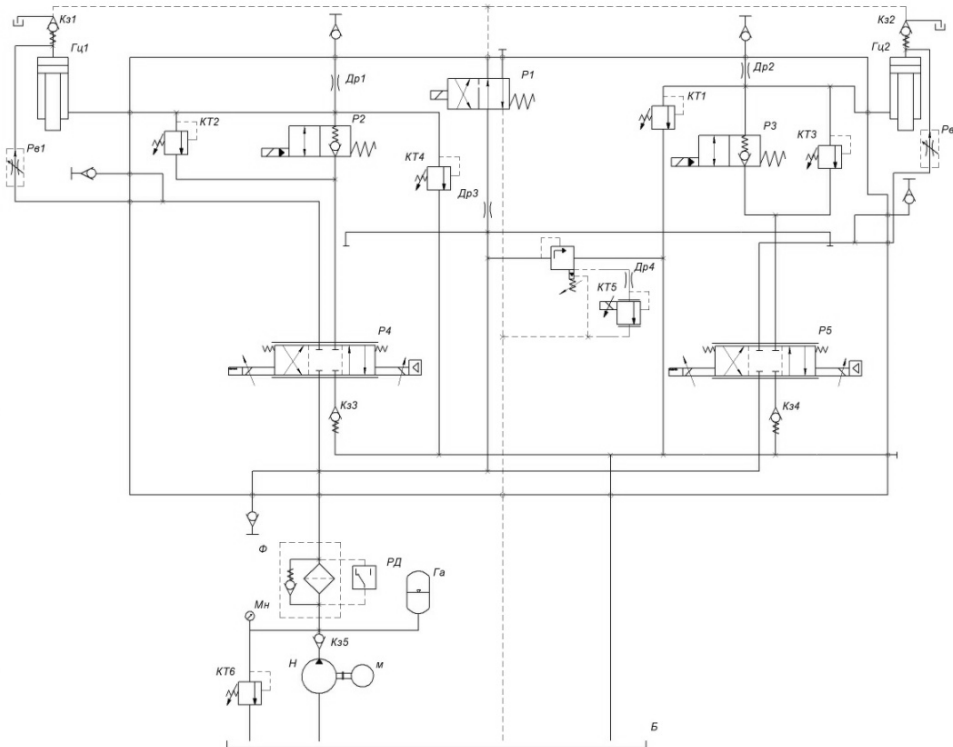 Кз1
Кз2
Гц1
Гц2
Др1
Р1
Др2
КТ1
КТ2
Р2
Р3
КТ3
Рв1
КТ4
Рв
Др3
Др4
КТ5
Р4
Р5
Кз3
Кз4
Ф
РД
Га
Мн
Кз5
Н
м
КТ6
Б